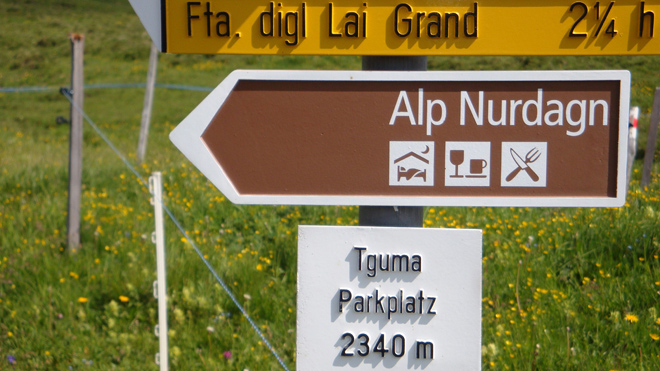 Fta. digl Lai Grand 2¼ h
Alp Nurdagn
Tguma
Parkplatz
2340 m